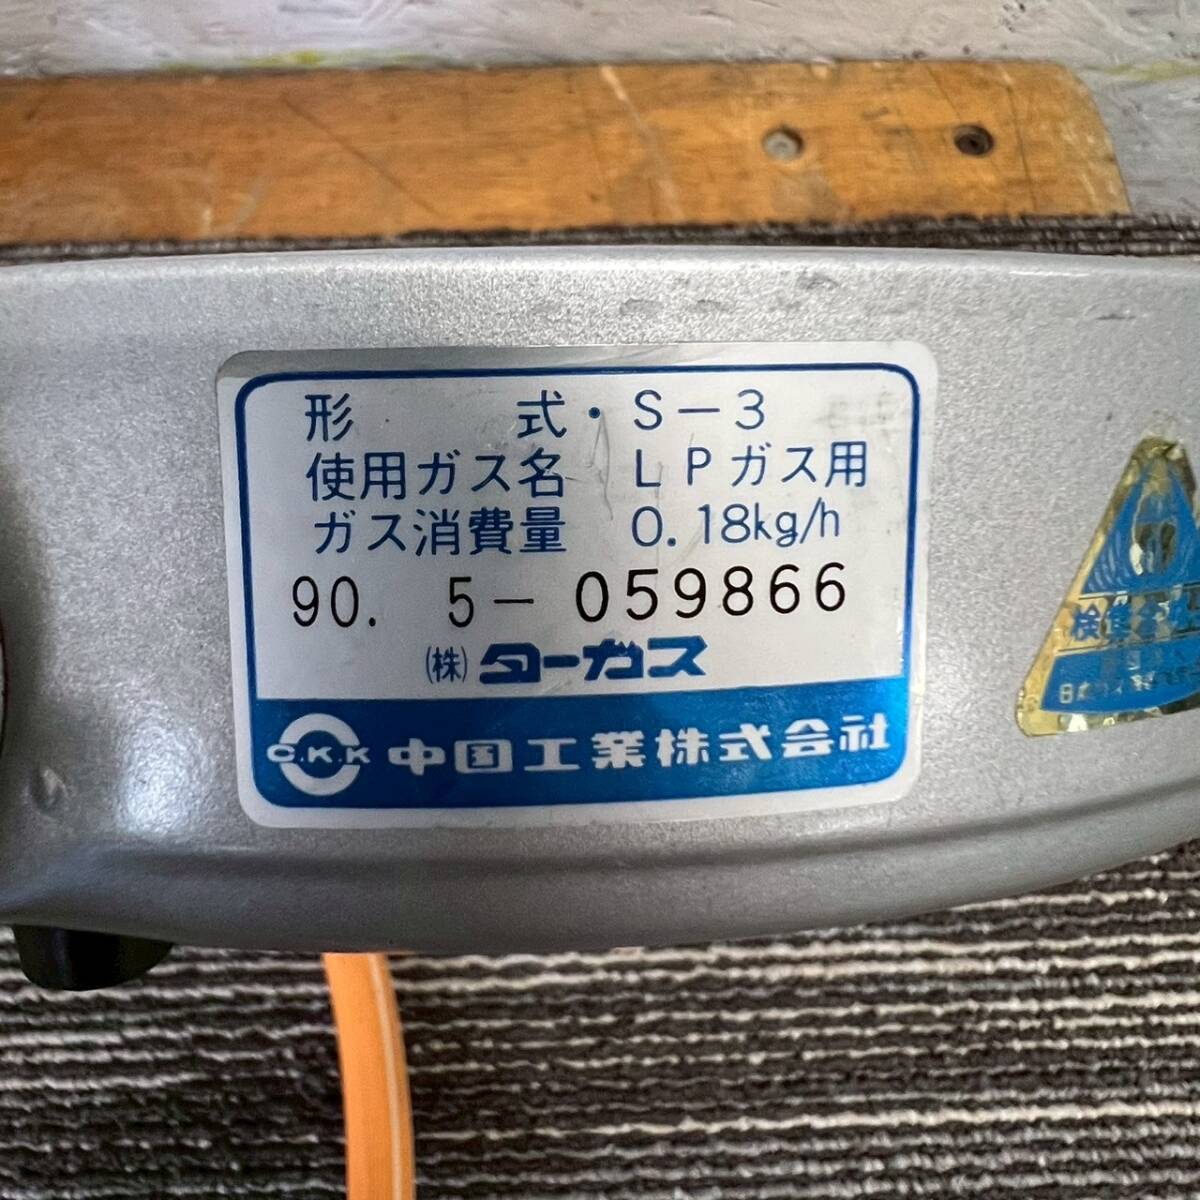 形 式・S-3
使用ガス名 LPガス用
ガス消費量 0.18kg/h
90. 5-059866
(株)ターガス
C.K.K 中国工業株式会社
検査合格